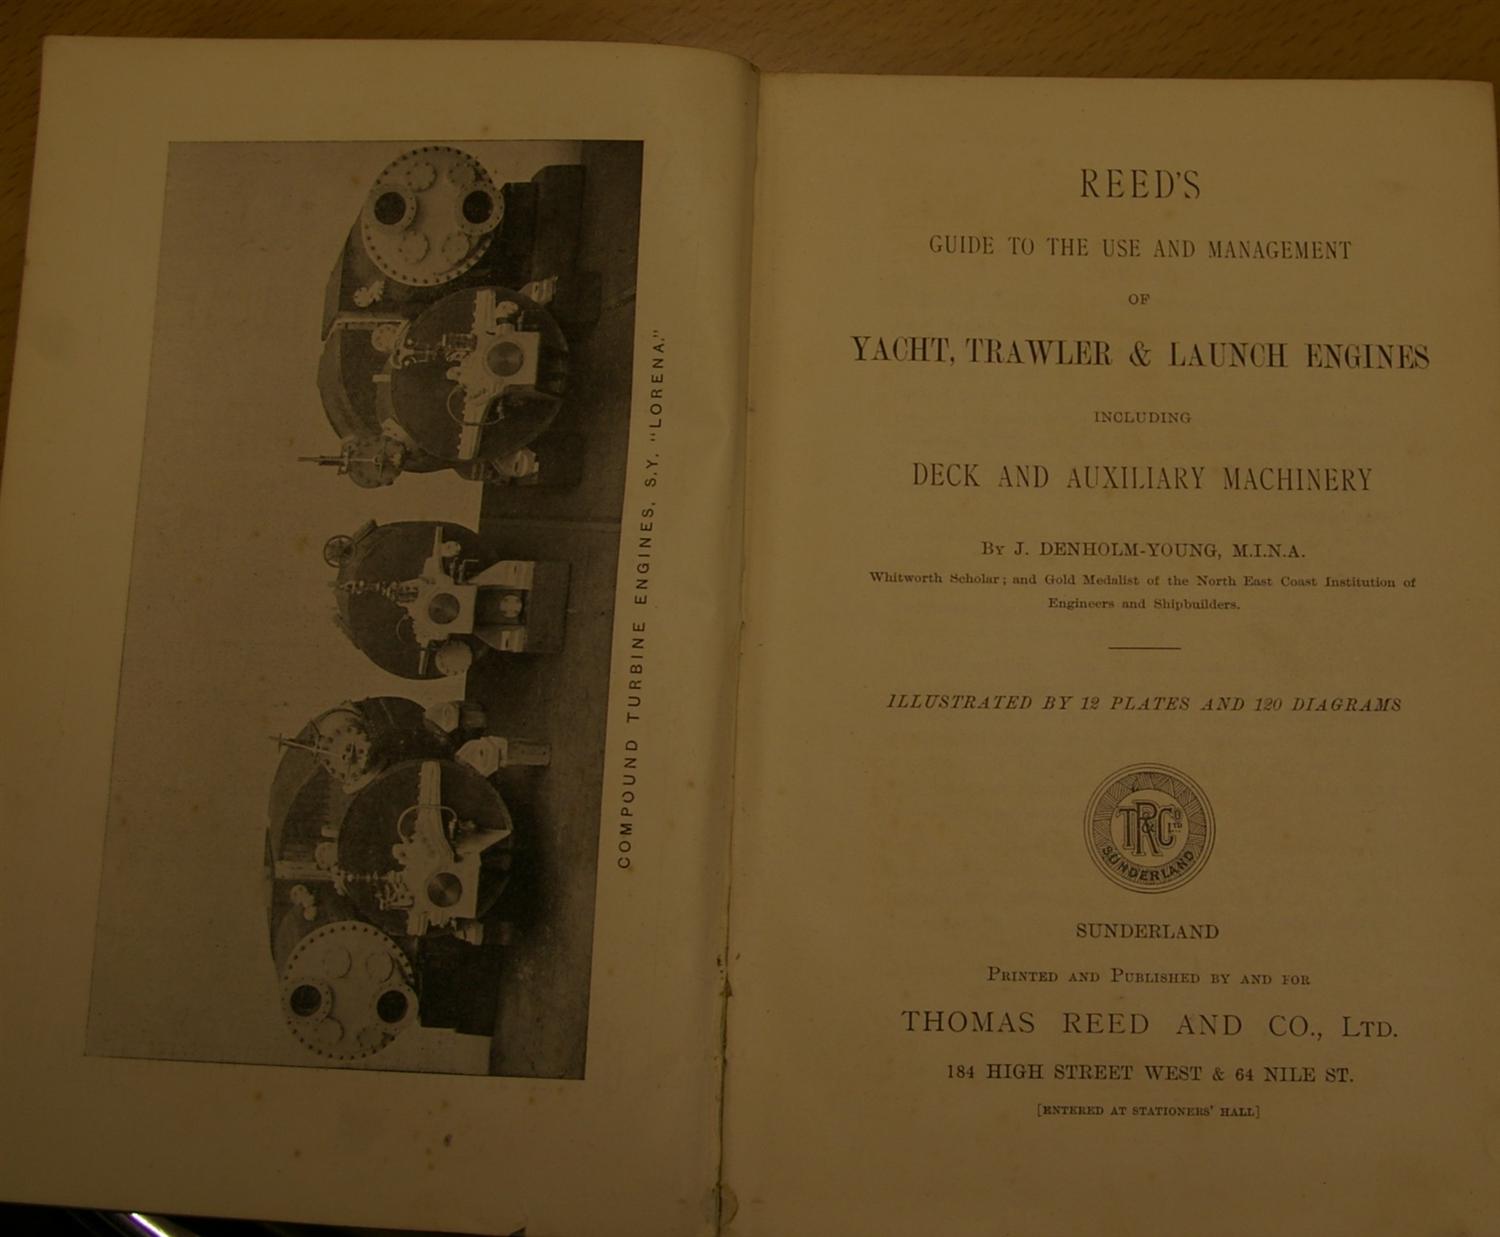 COMPOUND TURBINE ENGINES, S.Y. "LORENA."
REED'S
GUIDE TO THE USE AND MANAGEMENT
OF
YACHT, TRAWLER & LAUNCH ENGINES
INCLUDING
DECK AND AUXILIARY MACHINERY
BY J. DENHOLM-YOUNG, M.I.N.A.
Whitworth Scholar; and Gold Medalist of the North East Coast Institution of
Engineers and Shipbuilders.
ILLUSTRATED BY 12 PLATES AND 120 DIAGRAMS
TR&Co LTD
SUNDERLAND
SUNDERLAND
PRINTED AND PUBLISHED BY AND FOR
THOMAS REED AND CO., LTD.
184 HIGH STREET WEST & 64 NILE ST.
[ENTERED AT STATIONERS' HALL]